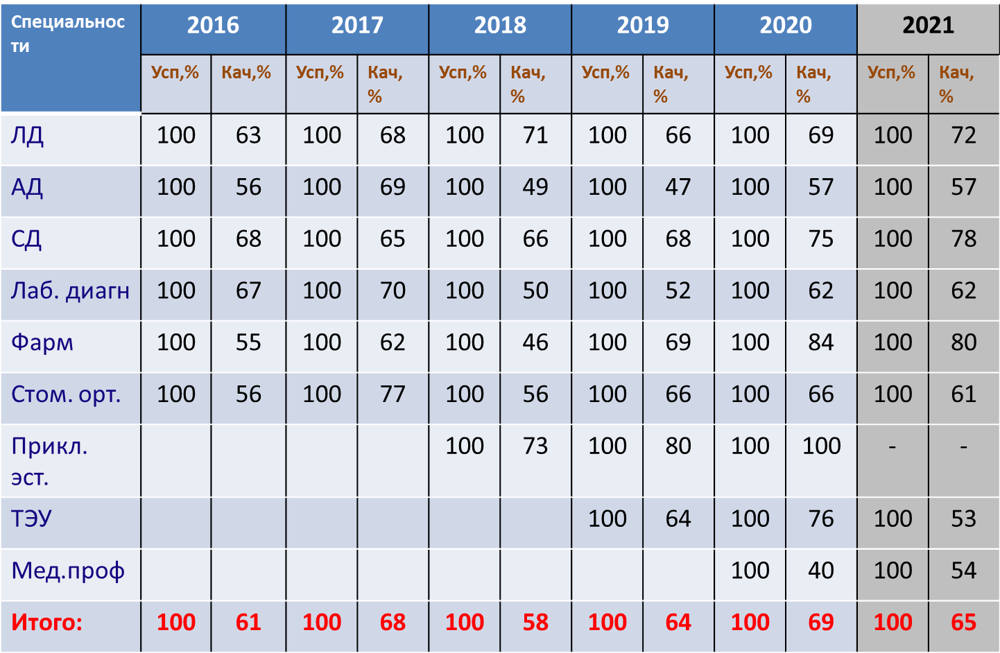 Специальнос
ти 2016 2017 2018 2019 2020 2021
Усп,% Кач,% Усп,% Кач,
% Усп,% Кач,
% Усп,% Кач,
% Усп,% Кач,
% Усп,% Кач,
%
ЛД 100 63 100 68 100 71 100 66 100 69 100 72
АД 100 56 100 69 100 49 100 47 100 57 100 57
СД 100 68 100 65 100 66 100 68 100 75 100 78
Лаб. диагн 100 67 100 70 100 50 100 52 100 62 100 62
Фарм 100 55 100 62 100 46 100 69 100 84 100 80
Стом. орт. 100 56 100 77 100 56 100 66 100 66 100 61
Прикл.
эст. 100 73 100 80 100 100 - -
ТЭУ 100 64 100 76 100 53
Мед.проф 100 40 100 54
Итого: 100 61 100 68 100 58 100 64 100 69 100 65